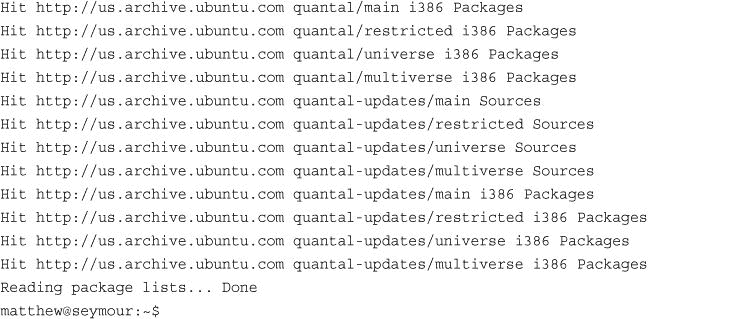 Hit http://us.archive.ubuntu.com quantal/main i386 Packages
Hit http://us.archive.ubuntu.com quantal/restricted i386 Packages
Hit http://us.archive.ubuntu.com quantal/universe i386 Packages
Hit http://us.archive.ubuntu.com quantal/multiverse i386 Packages
Hit http://us.archive.ubuntu.com quantal-updates/main Sources
Hit http://us.archive.ubuntu.com quantal-updates/restricted Sources
Hit http://us.archive.ubuntu.com quantal-updates/universe Sources
Hit http://us.archive.ubuntu.com quantal-updates/multiverse Sources
Hit http://us.archive.ubuntu.com quantal-updates/main i386 Packages
Hit http://us.archive.ubuntu.com quantal-updates/restricted i386 Packages
Hit http://us.archive.ubuntu.com quantal-updates/universe i386 Packages
Hit http://us.archive.ubuntu.com quantal-updates/multiverse i386 Packages
Reading package lists... Done
matthew@seymour:~$